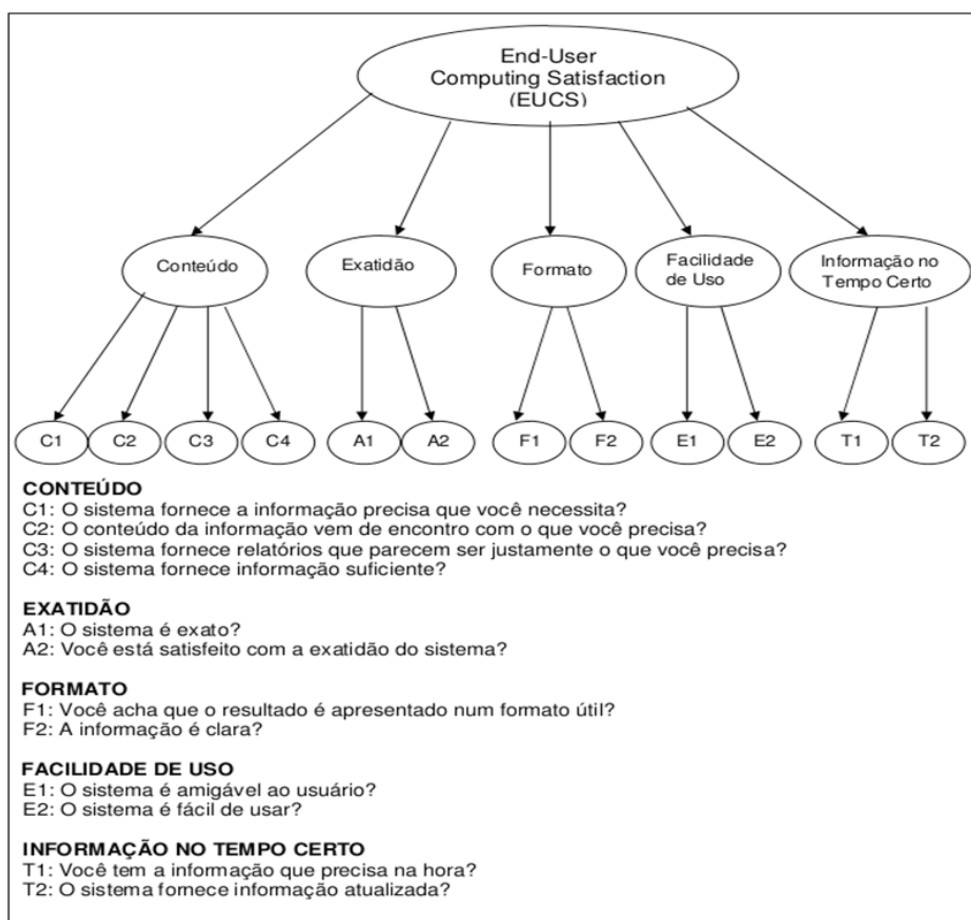 End-User
Computing Satisfaction
(EUCS)
Conteúdo
Exatidão
Formato
Facilidade
de Uso
Informação no
Tempo Certo
C1
C2
C3
C4
A1
A2
F1
F2
E1
E2
T1
T2
CONTEÚDO
C1: O sistema fornece a informação precisa que você necessita?
C2: O conteúdo da informação vem de encontro com o que você precisa?
C3: O sistema fornece relatórios que parecem ser justamente o que você precisa?
C4: O sistema fornece informação suficiente?
EXATIDÃO
A1: O sistema é exato?
A2: Você está satisfeito com a exatidão do sistema?
FORMATO
F1: Você acha que o resultado é apresentado num formato útil?
F2: A informação é clara?
FACILIDADE DE USO
E1: O sistema é amigável ao usuário?
E2: O sistema é fácil de usar?
INFORMAÇÃO NO TEMPO CERTO
T1: Você tem a informação que precisa na hora?
T2: O sistema fornece informação atualizada?